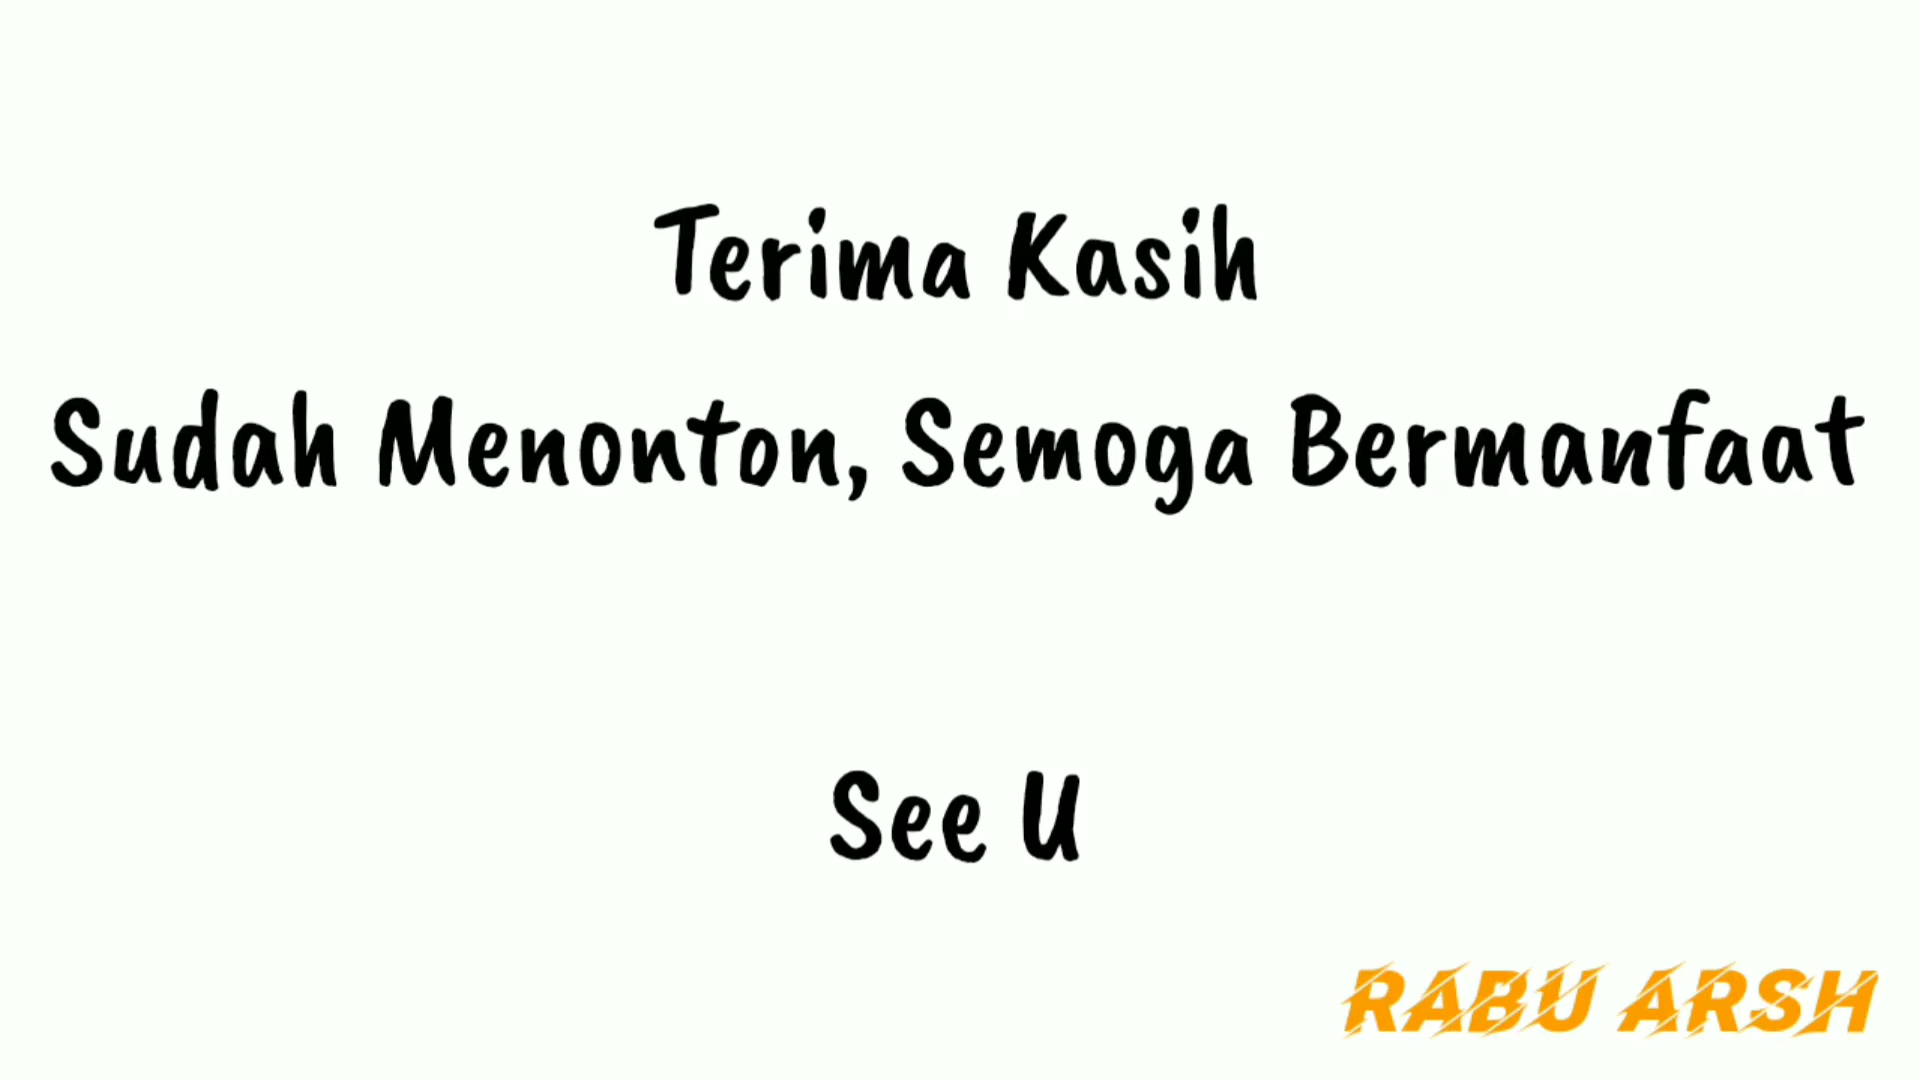 Terima Kasih
Sudah Menonton, Semoga Bermanfaat
See U
RABU ARSH